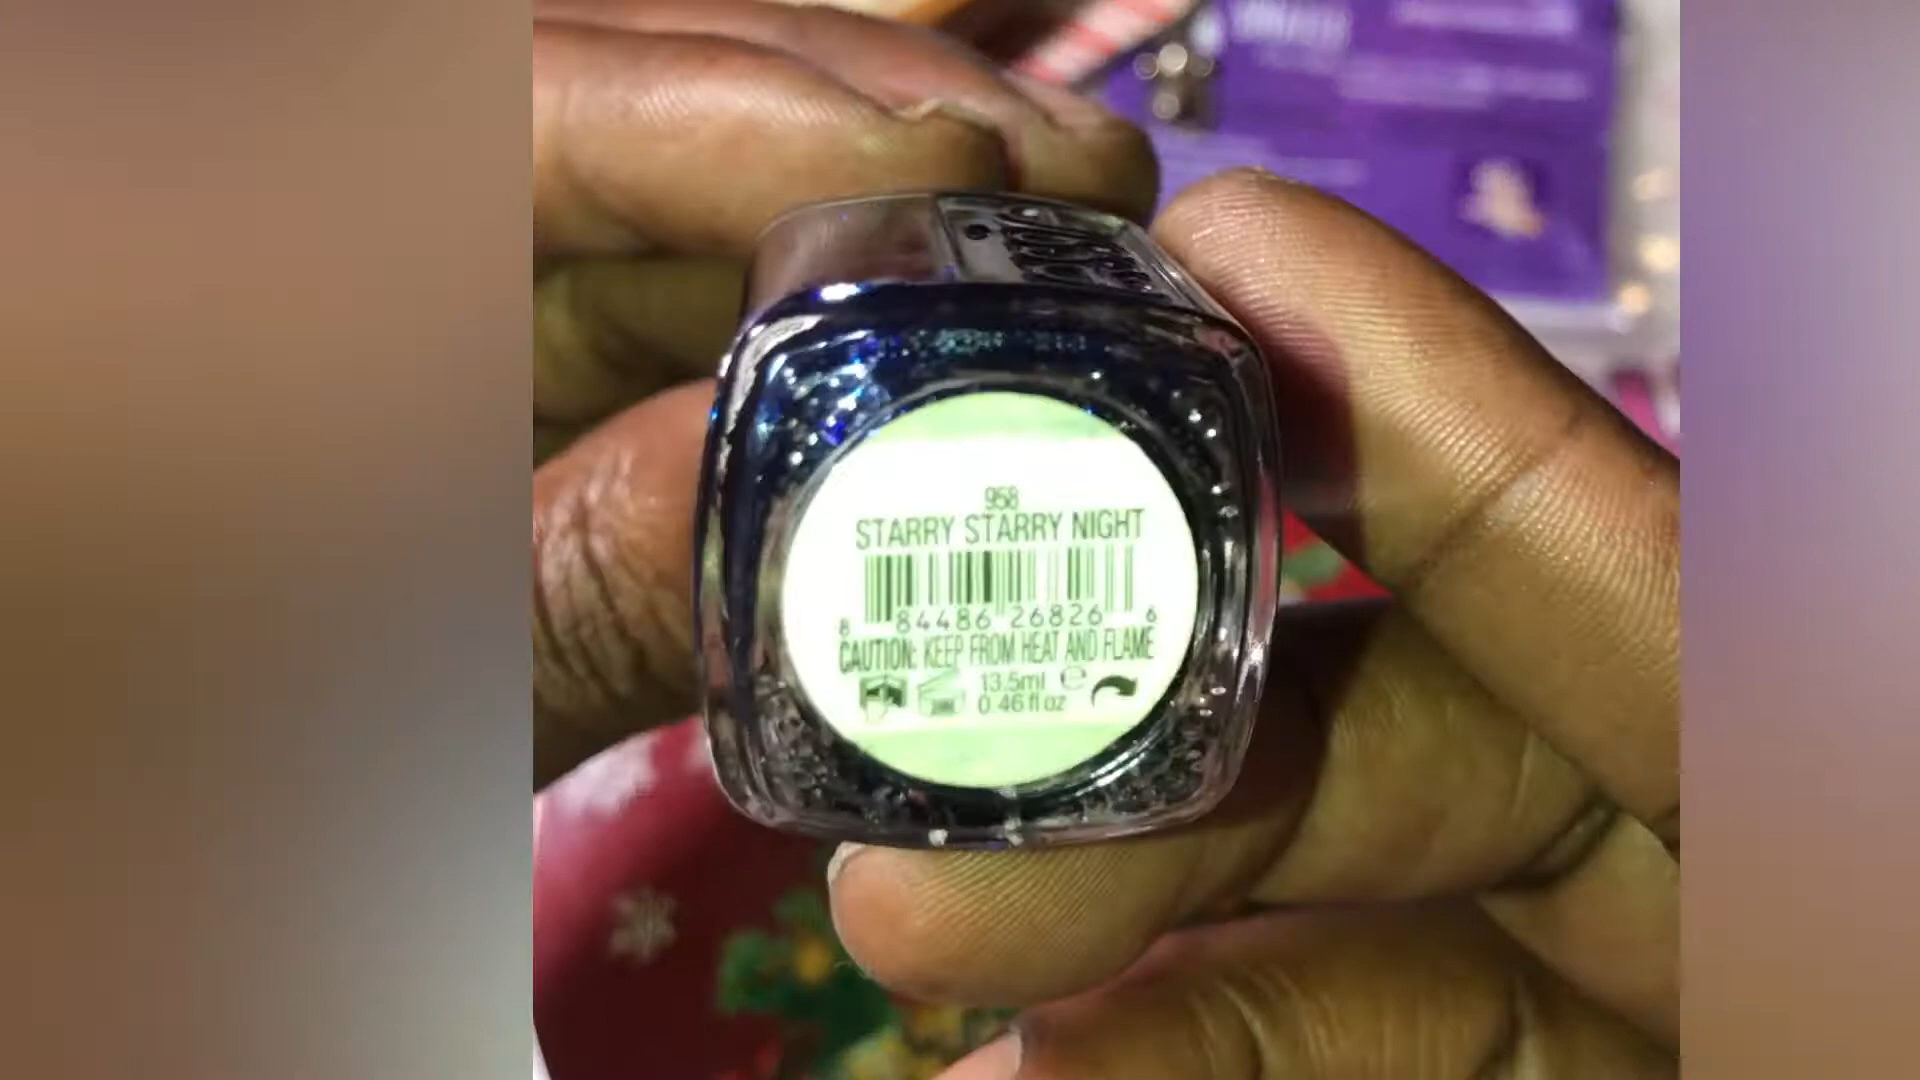 958
STARRY STARRY NIGHT
8 84486 26826 6
CAUTION: KEEP FROM HEAT AND FLAME
13.5ml e
0.46 fl oz